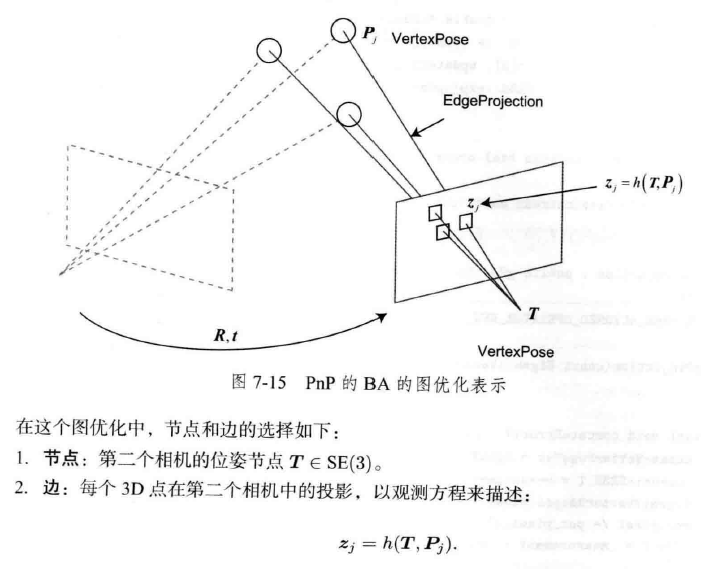 P_j VertexPose
EdgeProjection
z_j = h(T, P_j)
z_j
T
R, t
VertexPose
图 7-15 PnP 的 BA 的图优化表示
在这个图优化中，节点和边的选择如下：
1. 节点：第二个相机的位姿节点 T ∈ SE(3)。
2. 边：每个 3D 点在第二个相机中的投影，以观测方程来描述：
z_j = h(T, P_j).